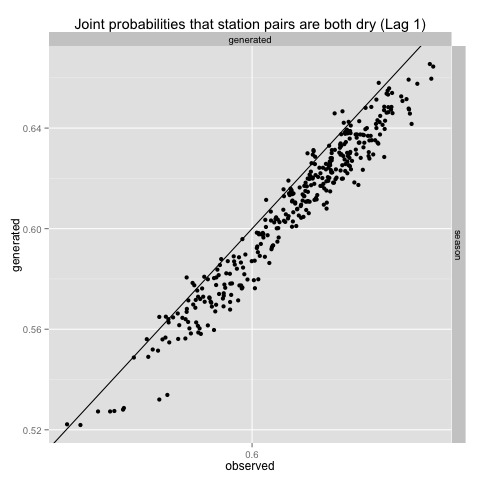 Joint probabilities that station pairs are both dry (Lag 1)
generated
0.64
0.60
0.56
0.52
generated
season
0.6
observed